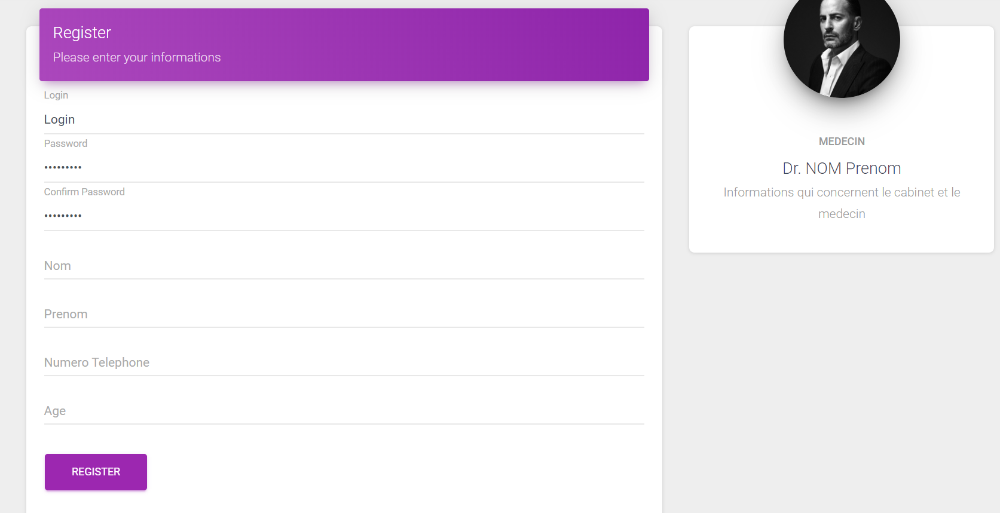 Register
Please enter your informations
Login
Login
Password
•••••••••
Confirm Password
•••••••••
Nom
Prenom
Numero Telephone
Age
REGISTER
MEDECIN
Dr. NOM Prenom
Informations qui concernent le cabinet et le
medecin